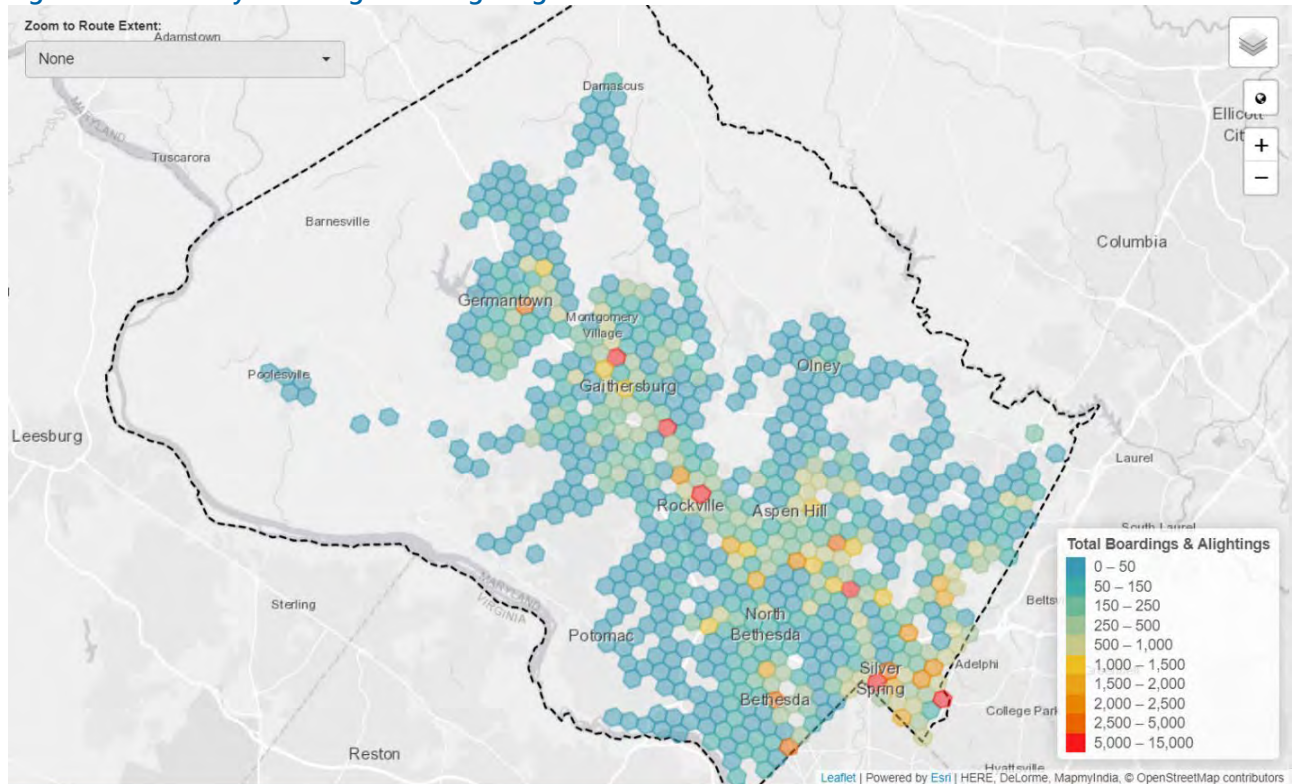 Zoom to Route Extent:
None
Adamstown
Damascus
Ellicott
City
MARYLAND
Tuscarora
Barnesville
Columbia
Germantown
Montgomery
Village
Olney
Poolesville
Gaithersburg
Leesburg
Laurel
Rockville
Aspen Hill
South Laurel
Total Boardings & Alightings
0 – 50
50 – 150
150 – 250
250 – 500
500 – 1,000
1,000 – 1,500
1,500 – 2,000
2,000 – 2,500
2,500 – 5,000
5,000 – 15,000
MARYLAND
VIRGINIA
Sterling
North
Bethesda
Potomac
Silver
Spring
Adelphi
Bethesda
College Park
Reston
Hyattsville
Leaflet | Powered by Esri | HERE, DeLorme, MapmyIndia, © OpenStreetMap contributors